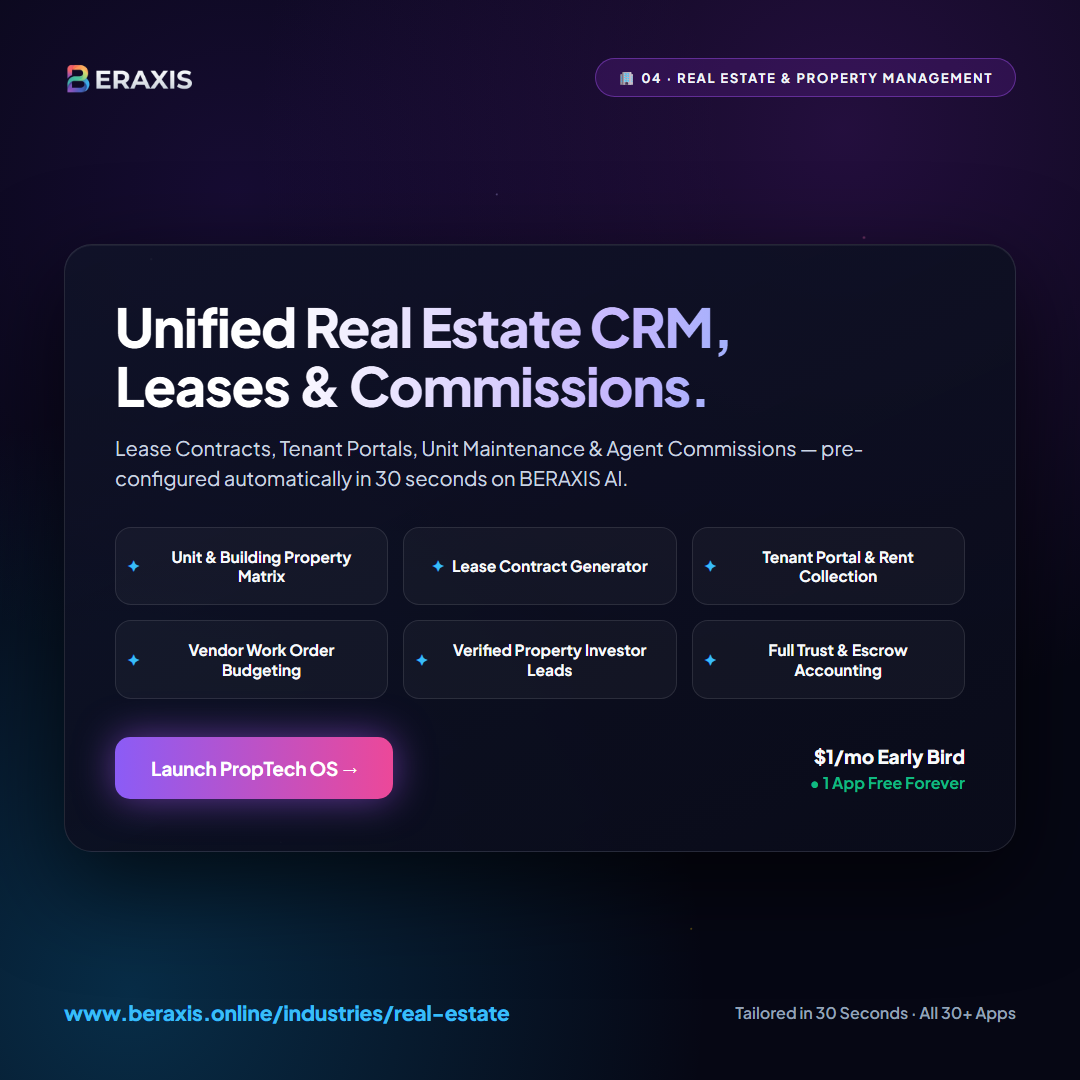 BERAXIS
🏢 04 · REAL ESTATE & PROPERTY MANAGEMENT
Unified Real Estate CRM,
Leases & Commissions.
Lease Contracts, Tenant Portals, Unit Maintenance & Agent Commissions — pre-
configured automatically in 30 seconds on BERAXIS AI.
✦ Unit & Building Property
Matrix
✦ Lease Contract Generator
✦ Tenant Portal & Rent
Collection
✦ Vendor Work Order
Budgeting
✦ Verified Property Investor
Leads
✦ Full Trust & Escrow
Accounting
Launch PropTech OS →
$1/mo Early Bird
● 1 App Free Forever
www.beraxis.online/industries/real-estate
Tailored in 30 Seconds · All 30+ Apps